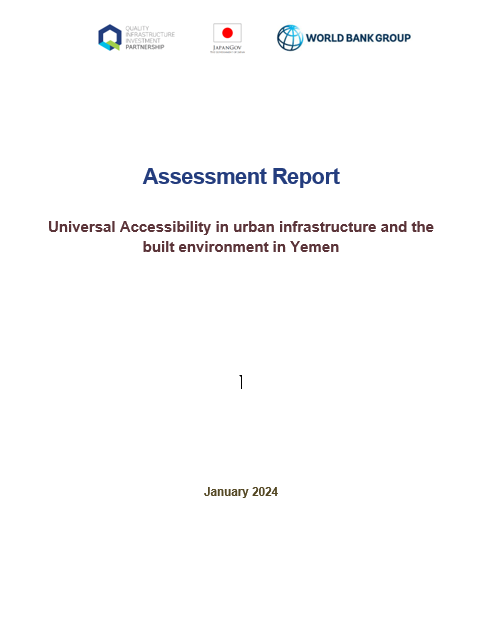 QUALITY
INFRASTRUCTURE
INVESTMENT
PARTNERSHIP
JAPANGOV
WORLD BANK GROUP
Assessment Report
Universal Accessibility in urban infrastructure and the
built environment in Yemen
January 2024